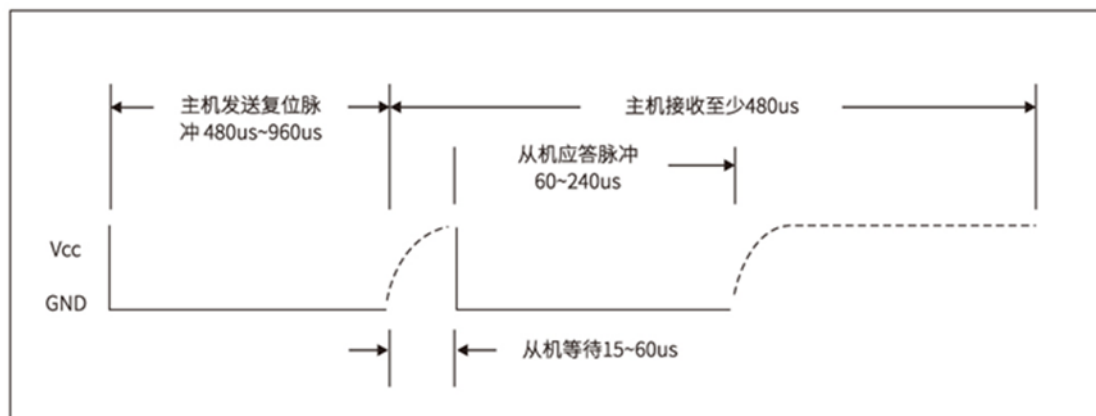 主机发送复位脉
冲 480us~960us
主机接收至少480us
从机应答脉冲
60~240us
Vcc
GND
从机等待15~60us